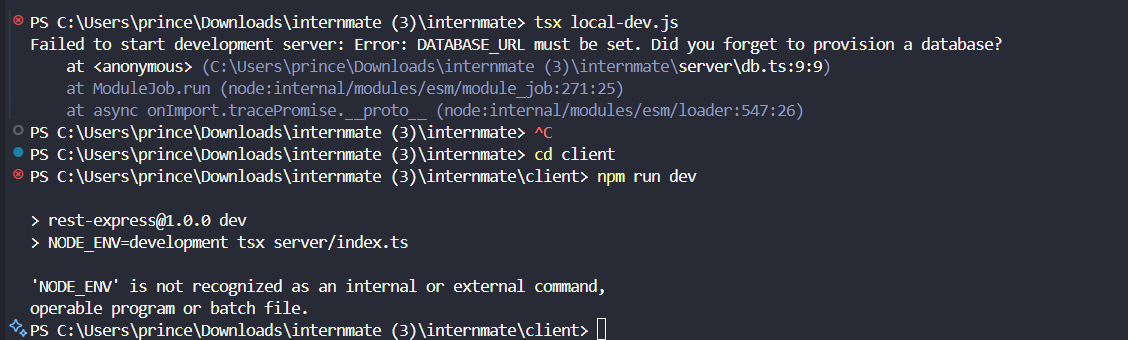 PS C:\Users\prince\Downloads\internmate (3)\internmate> tsx local-dev.js
Failed to start development server: Error: DATABASE_URL must be set. Did you forget to provision a database?
    at <anonymous> (C:\Users\prince\Downloads\internmate (3)\internmate\server\db.ts:9:9)
    at ModuleJob.run (node:internal/modules/esm/module_job:271:25)
    at async onImport.tracePromise.__proto__ (node:internal/modules/esm/loader:547:26)
PS C:\Users\prince\Downloads\internmate (3)\internmate> ^C
PS C:\Users\prince\Downloads\internmate (3)\internmate> cd client
PS C:\Users\prince\Downloads\internmate (3)\internmate\client> npm run dev
> rest-express@1.0.0 dev
> NODE_ENV=development tsx server/index.ts
'NODE_ENV' is not recognized as an internal or external command,
operable program or batch file.
PS C:\Users\prince\Downloads\internmate (3)\internmate\client>